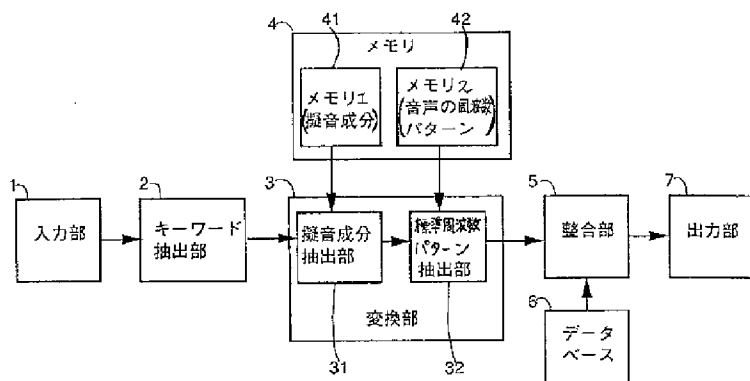 41
42
4
メモリ
メモリ1
(擬音成分)
メモリ2
(音声の周波数
パターン)
1
2
3
5
7
入力部
キーワード
抽出部
擬音成分
抽出部
標準周波数
パターン
抽出部
整合部
出力部
変換部
31
32
6
データ
ベース